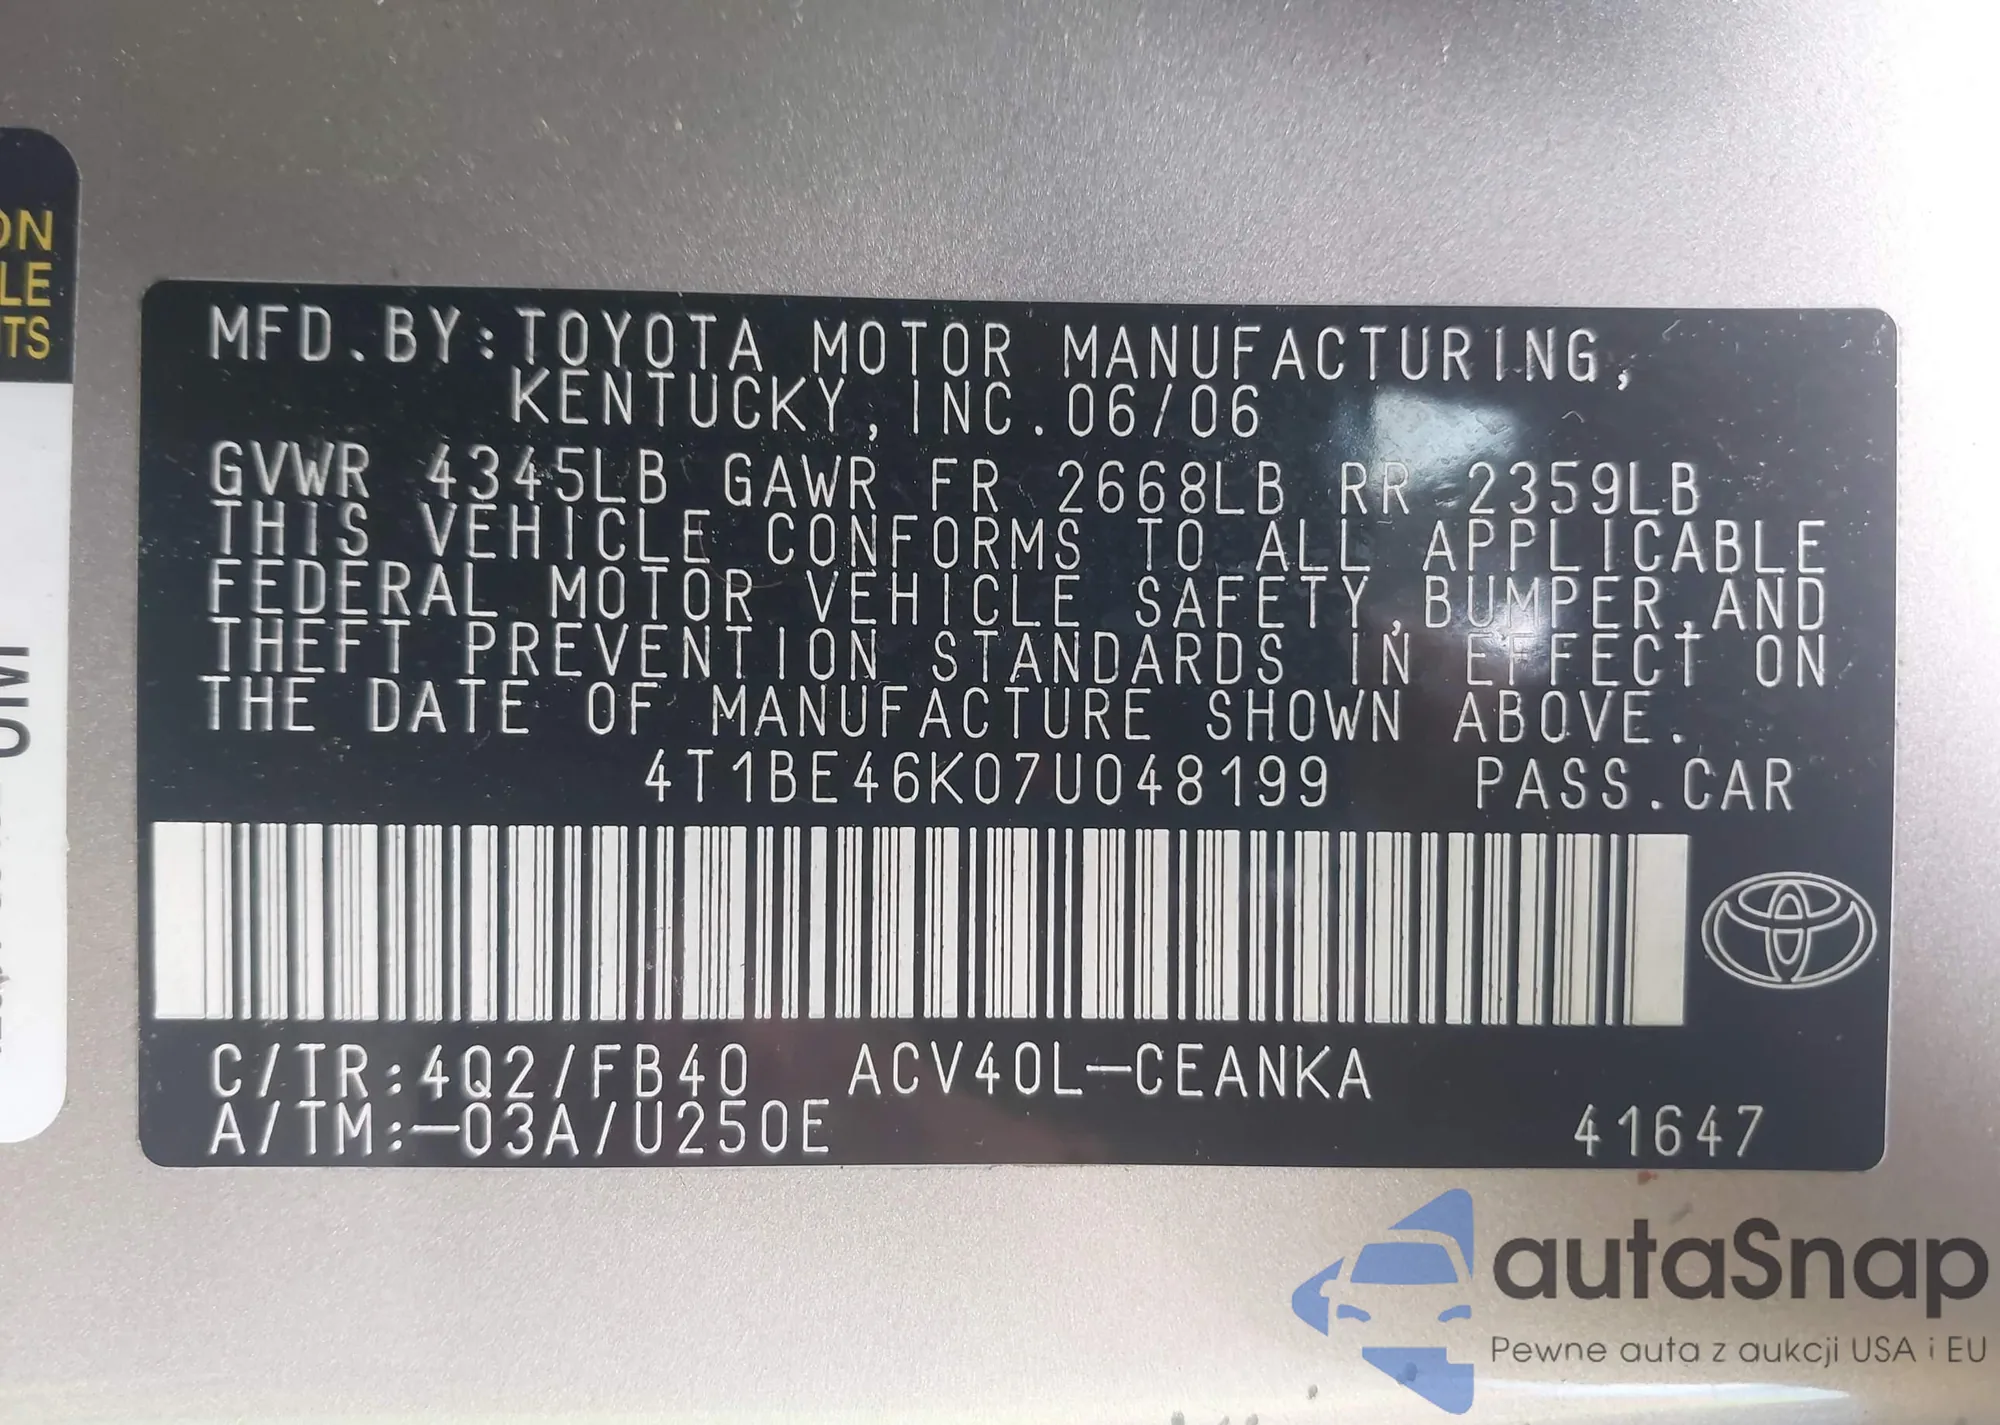 ON
LE
TS
MFD.BY:TOYOTA MOTOR MANUFACTURING,
KENTUCKY, INC.06/06
GVWR 4345LB GAWR FR 2668LB RR 2359LB
THIS VEHICLE CONFORMS TO ALL APPLICABLE
FEDERAL MOTOR VEHICLE SAFETY,BUMPER,AND
THEFT PREVENTION STANDARDS IN EFFECT ON
THE DATE OF MANUFACTURE SHOWN ABOVE.
4T1BE46K07U048199 PASS.CAR
C/TR:4Q2/FB40 ACV40L-CEANKA
A/TM:-03A/U250E 41647
autaSnap
Pewne auta z aukcji USA i EU